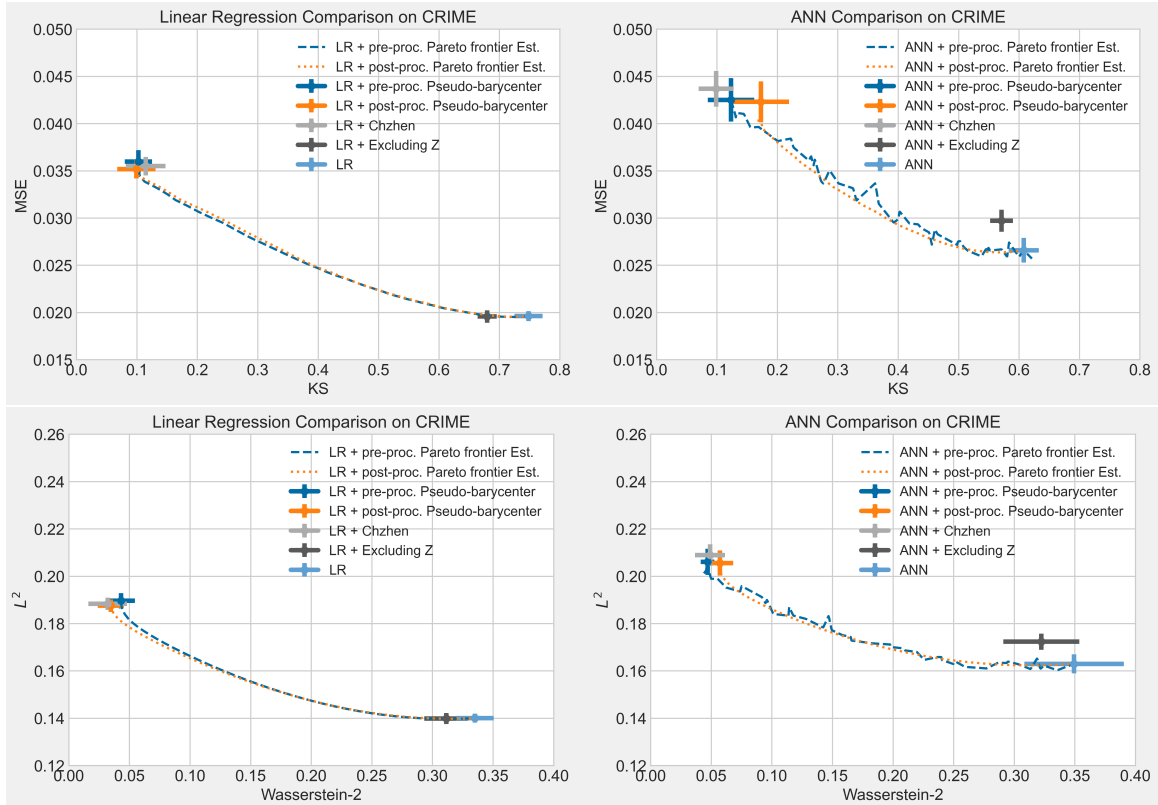 Linear Regression Comparison on CRIME
0.050
0.045
0.040
0.035
0.030
0.025
0.020
0.015
MSE
LR + pre-proc. Pareto frontier Est.
LR + post-proc. Pareto frontier Est.
LR + pre-proc. Pseudo-barycenter
LR + post-proc. Pseudo-barycenter
LR + Chzhen
LR + Excluding Z
LR
0.0 0.1 0.2 0.3 0.4 0.5 0.6 0.7 0.8
KS
ANN Comparison on CRIME
0.050
0.045
0.040
0.035
0.030
0.025
0.020
0.015
MSE
ANN + pre-proc. Pareto frontier Est.
ANN + post-proc. Pareto frontier Est.
ANN + pre-proc. Pseudo-barycenter
ANN + post-proc. Pseudo-barycenter
ANN + Chzhen
ANN + Excluding Z
ANN
0.0 0.1 0.2 0.3 0.4 0.5 0.6 0.7 0.8
KS
Linear Regression Comparison on CRIME
0.26
0.24
0.22
0.20
0.18
0.16
0.14
0.12
L²
LR + pre-proc. Pareto frontier Est.
LR + post-proc. Pareto frontier Est.
LR + pre-proc. Pseudo-barycenter
LR + post-proc. Pseudo-barycenter
LR + Chzhen
LR + Excluding Z
LR
0.00 0.05 0.10 0.15 0.20 0.25 0.30 0.35 0.40
Wasserstein-2
ANN Comparison on CRIME
0.26
0.24
0.22
0.20
0.18
0.16
0.14
0.12
L²
ANN + pre-proc. Pareto frontier Est.
ANN + post-proc. Pareto frontier Est.
ANN + pre-proc. Pseudo-barycenter
ANN + post-proc. Pseudo-barycenter
ANN + Chzhen
ANN + Excluding Z
ANN
0.00 0.05 0.10 0.15 0.20 0.25 0.30 0.35 0.40
Wasserstein-2